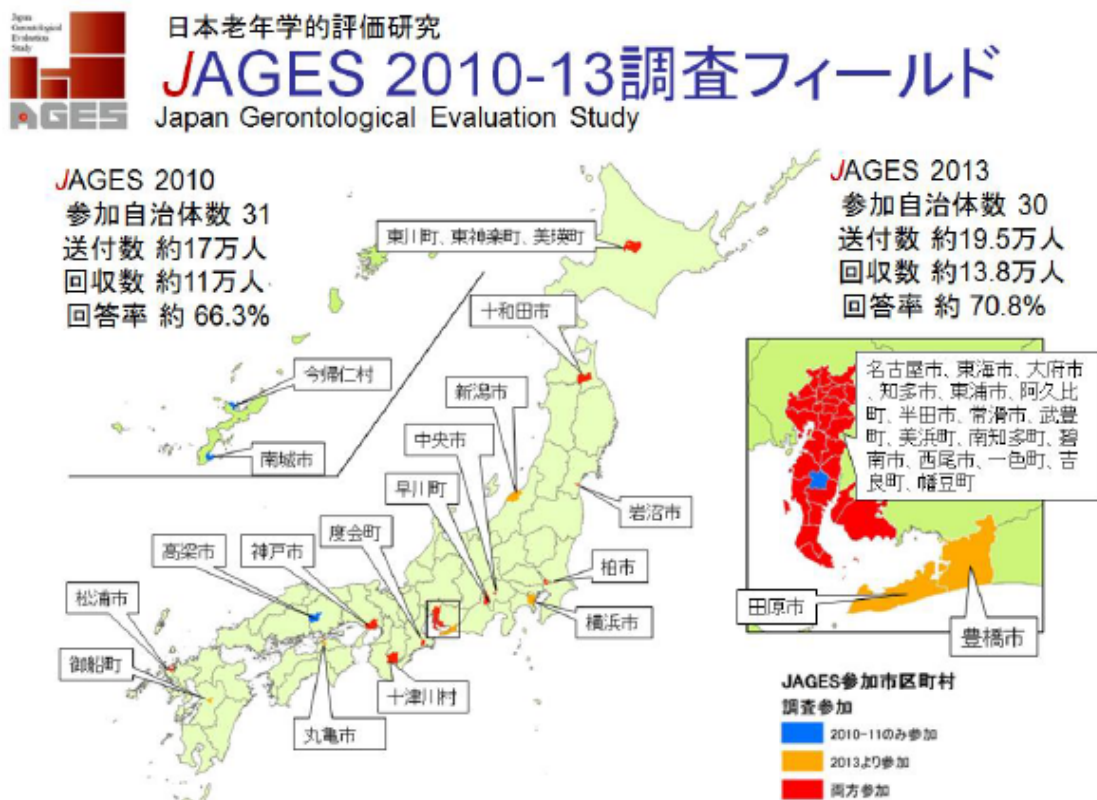 Japan
Gerontological
Evaluation
Study
AGES
日本老年学的評価研究
JAGES 2010-13調査フィールド
Japan Gerontological Evaluation Study
JAGES 2010
参加自治体数 31
送付数 約17万人
回収数 約11万人
回答率 約 66.3%
JAGES 2013
参加自治体数 30
送付数 約19.5万人
回収数 約13.8万人
回答率 約 70.8%
東川町、東神楽町、美瑛町
十和田市
今帰仁村
新潟市
中央市
南城市
早川町
岩沼市
度会町
高梁市
神戸市
柏市
松浦市
横浜市
御船町
十津川村
丸亀市
名古屋市、東海市、大府市
、知多市、東浦市、阿久比
町、半田市、常滑市、武豊
町、美浜町、南知多町、碧
南市、西尾市、一色町、吉
良町、幡豆町
田原市
豊橋市
JAGES参加市区町村
調査参加
2010-11のみ参加
2013より参加
両方参加